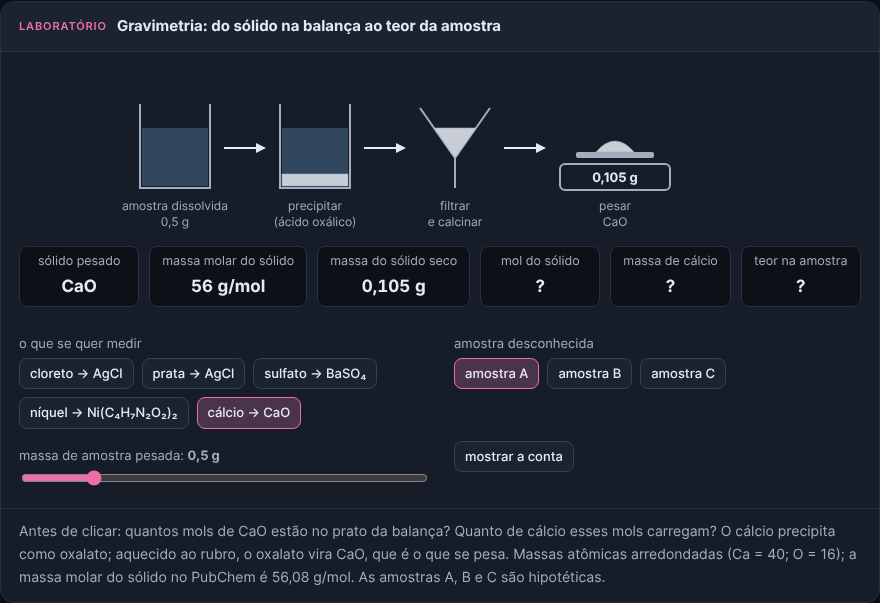 LABORATÓRIO Gravimetria: do sólido na balança ao teor da amostra
0,105 g
amostra dissolvida
0,5 g
precipitar
(ácido oxálico)
filtrar
e calcinar
pesar
CaO
sólido pesado
CaO
massa molar do sólido
56 g/mol
massa do sólido seco
0,105 g
mol do sólido
?
massa de cálcio
?
teor na amostra
?
o que se quer medir
cloreto → AgCl
prata → AgCl
sulfato → BaSO₄
níquel → Ni(C₄H₇N₂O₂)₂
cálcio → CaO
massa de amostra pesada: 0,5 g
amostra desconhecida
amostra A
amostra B
amostra C
mostrar a conta
Antes de clicar: quantos mols de CaO estão no prato da balança? Quanto de cálcio esses mols carregam? O cálcio precipita
como oxalato; aquecido ao rubro, o oxalato vira CaO, que é o que se pesa. Massas atômicas arredondadas (Ca = 40; O = 16); a
massa molar do sólido no PubChem é 56,08 g/mol. As amostras A, B e C são hipotéticas.